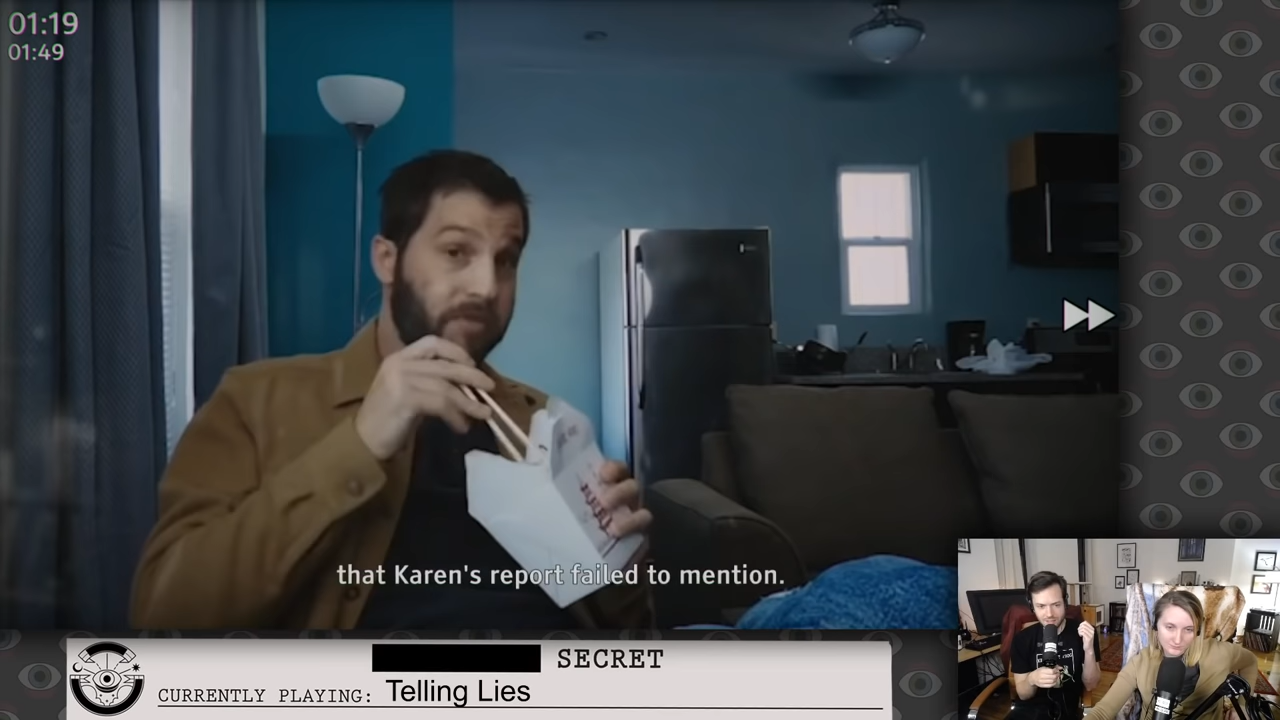 01:19
01:49
that Karen's report failed to mention.
SECRET
CURRENTLY PLAYING: Telling Lies